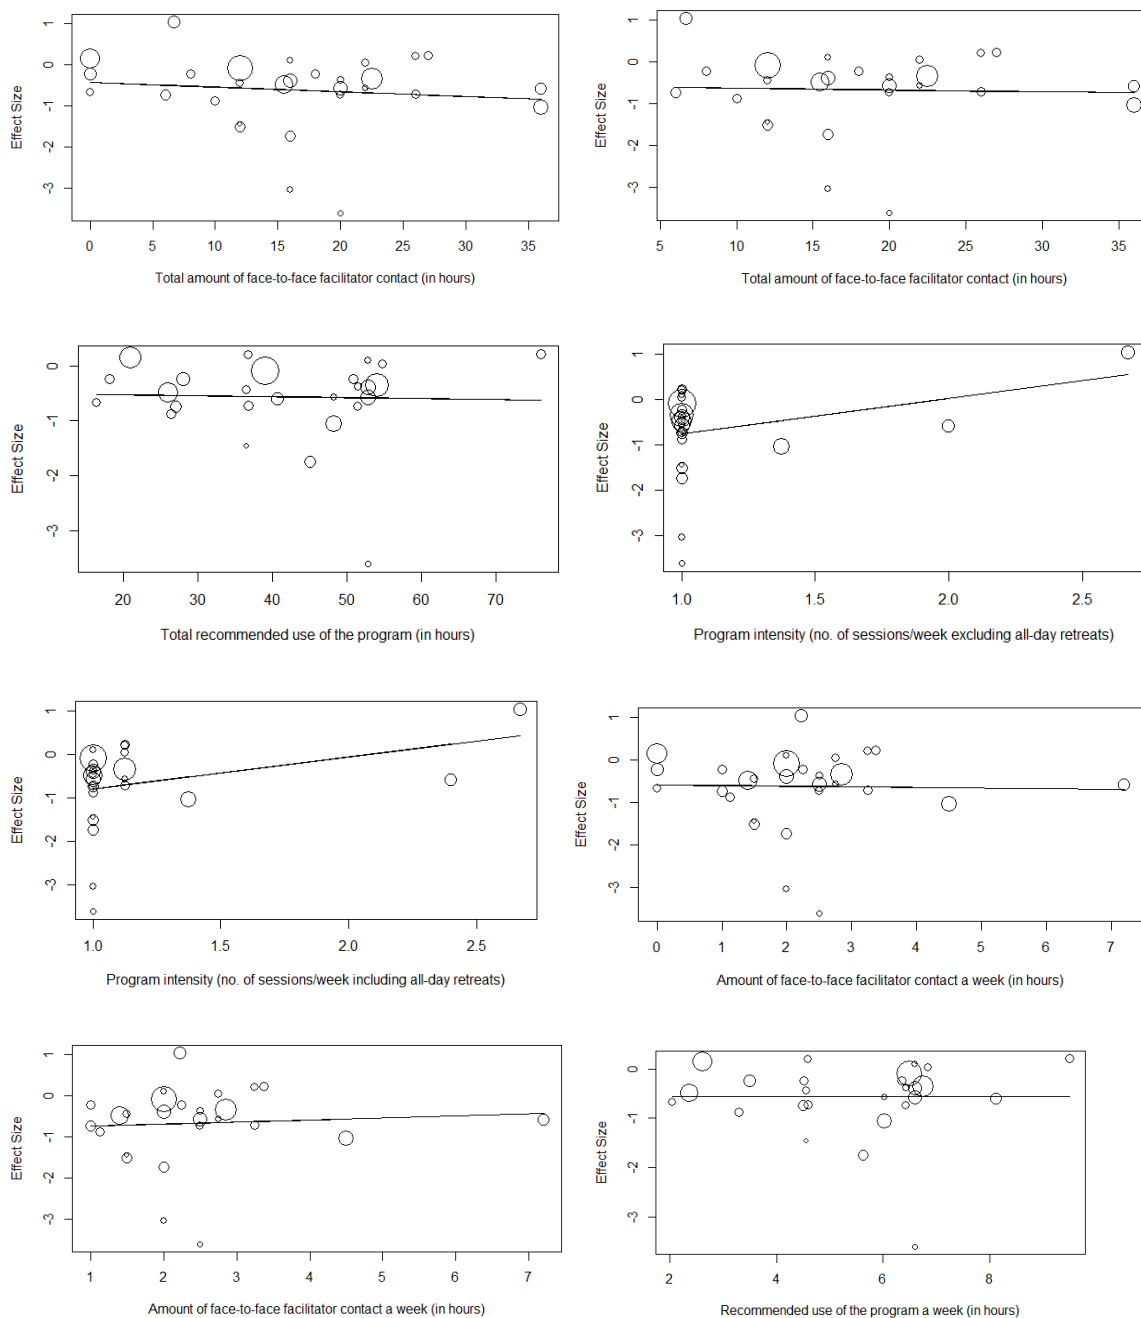 1
0
-1
-2
-3
Effect Size
0 5 10 15 20 25 30 35
Total amount of face-to-face facilitator contact (in hours)
1
0
-1
-2
-3
Effect Size
5 10 15 20 25 30 35
Total amount of face-to-face facilitator contact (in hours)
0
-1
-2
-3
Effect Size
20 30 40 50 60 70
Total recommended use of the program (in hours)
1
0
-1
-2
-3
Effect Size
1.0 1.5 2.0 2.5
Program intensity (no. of sessions/week excluding all-day retreats)
1
0
-1
-2
-3
Effect Size
1.0 1.5 2.0 2.5
Program intensity (no. of sessions/week including all-day retreats)
1
0
-1
-2
-3
Effect Size
0 1 2 3 4 5 6 7
Amount of face-to-face facilitator contact a week (in hours)
1
0
-1
-2
-3
Effect Size
1 2 3 4 5 6 7
Amount of face-to-face facilitator contact a week (in hours)
0
-1
-2
-3
Effect Size
2 4 6 8
Recommended use of the program a week (in hours)